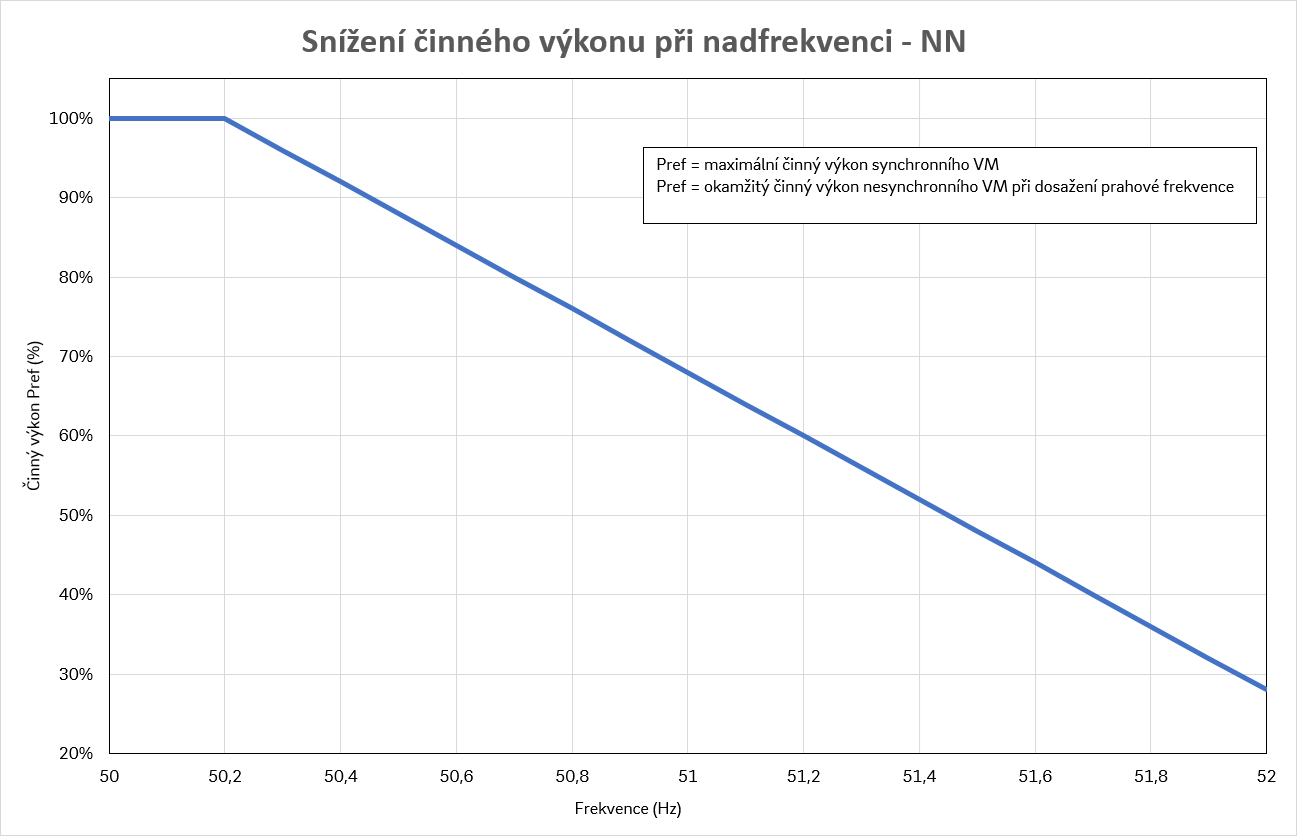 Snížení činného výkonu při nadfrekvenci - NN
100%
90%
80%
70%
60%
50%
40%
30%
20%
Činný výkon Pref (%)
Pref = maximální činný výkon synchronního VM
Pref = okamžitý činný výkon nesynchronního VM při dosažení prahové frekvence
50 50,2 50,4 50,6 50,8 51 51,2 51,4 51,6 51,8 52
Frekvence (Hz)